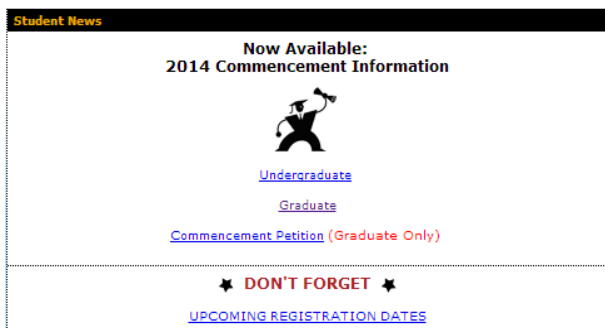 Student News
Now Available:
2014 Commencement Information
Undergraduate
Graduate
Commencement Petition (Graduate Only)
DON'T FORGET
UPCOMING REGISTRATION DATES